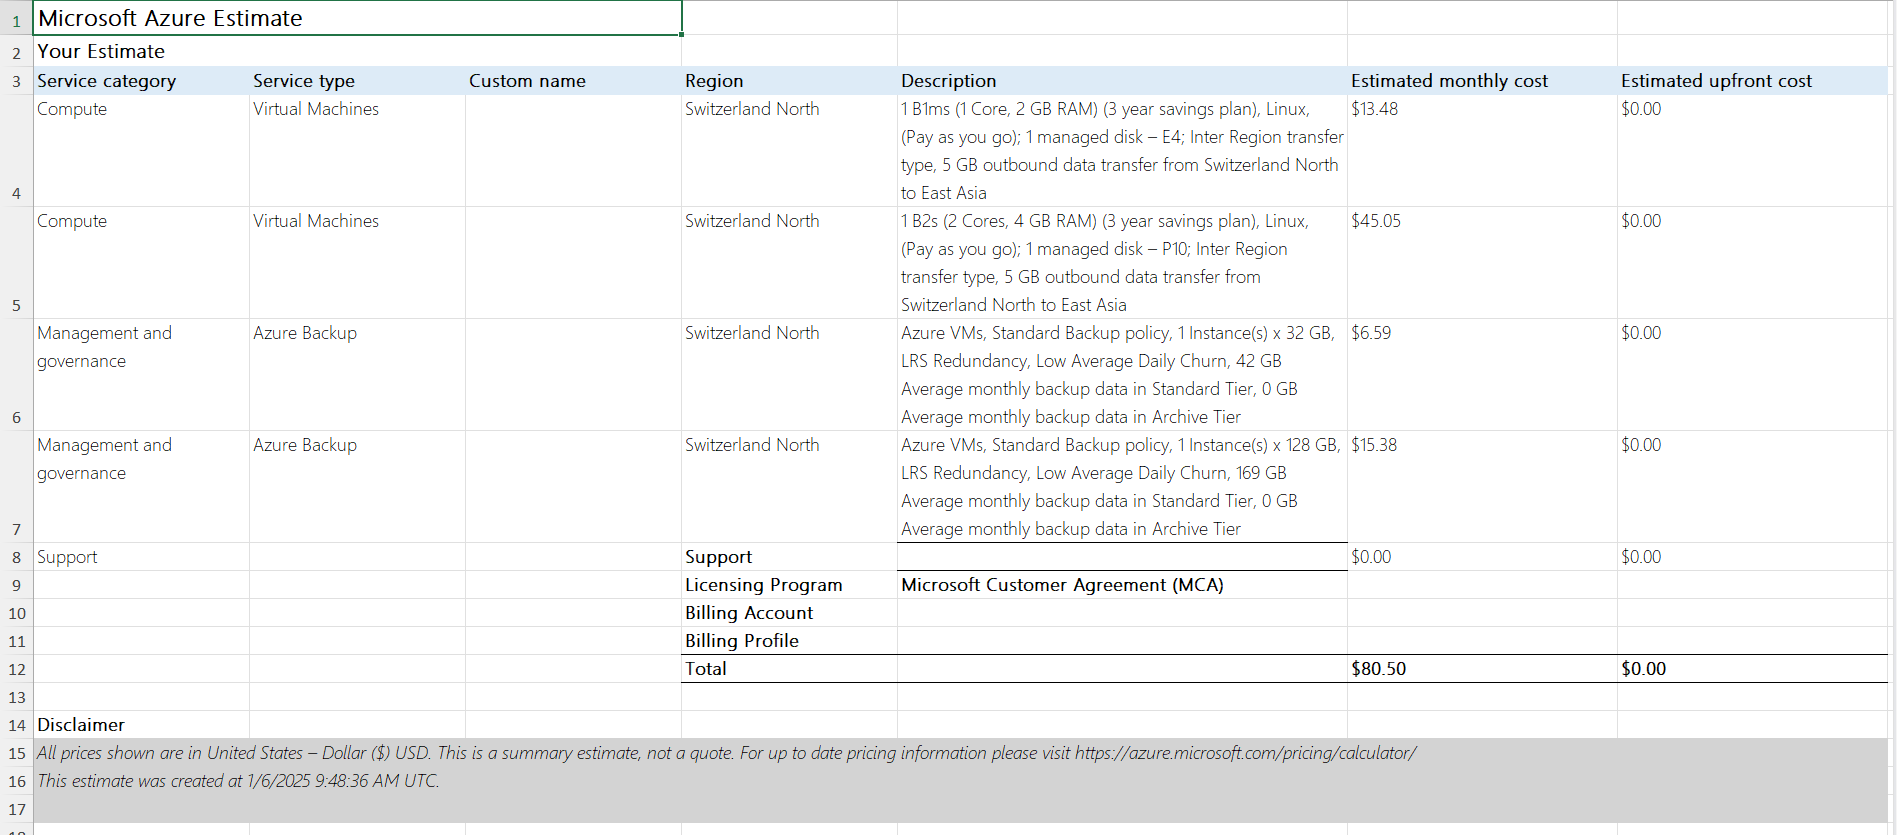 1 Microsoft Azure Estimate
2 Your Estimate
3 Service category Service type Custom name Region Description Estimated monthly cost Estimated upfront cost
Compute Virtual Machines Switzerland North 1 B1ms (1 Core, 2 GB RAM) (3 year savings plan), Linux, $13.48 $0.00
(Pay as you go); 1 managed disk – E4; Inter Region transfer
type, 5 GB outbound data transfer from Switzerland North
4 to East Asia
Compute Virtual Machines Switzerland North 1 B2s (2 Cores, 4 GB RAM) (3 year savings plan), Linux, $45.05 $0.00
(Pay as you go); 1 managed disk – P10; Inter Region
transfer type, 5 GB outbound data transfer from
5 Switzerland North to East Asia
Management and Azure Backup Switzerland North Azure VMs, Standard Backup policy, 1 Instance(s) x 32 GB, $6.59 $0.00
governance LRS Redundancy, Low Average Daily Churn, 42 GB
Average monthly backup data in Standard Tier, 0 GB
6 Average monthly backup data in Archive Tier
Management and Azure Backup Switzerland North Azure VMs, Standard Backup policy, 1 Instance(s) x 128 GB, $15.38 $0.00
governance LRS Redundancy, Low Average Daily Churn, 169 GB
Average monthly backup data in Standard Tier, 0 GB
7 Average monthly backup data in Archive Tier
8 Support Support $0.00 $0.00
9 Licensing Program Microsoft Customer Agreement (MCA)
10 Billing Account
11 Billing Profile
12 Total $80.50 $0.00
13
14 Disclaimer
15 All prices shown are in United States – Dollar ($) USD. This is a summary estimate, not a quote. For up to date pricing information please visit https://azure.microsoft.com/pricing/calculator/
16 This estimate was created at 1/6/2025 9:48:36 AM UTC.
17